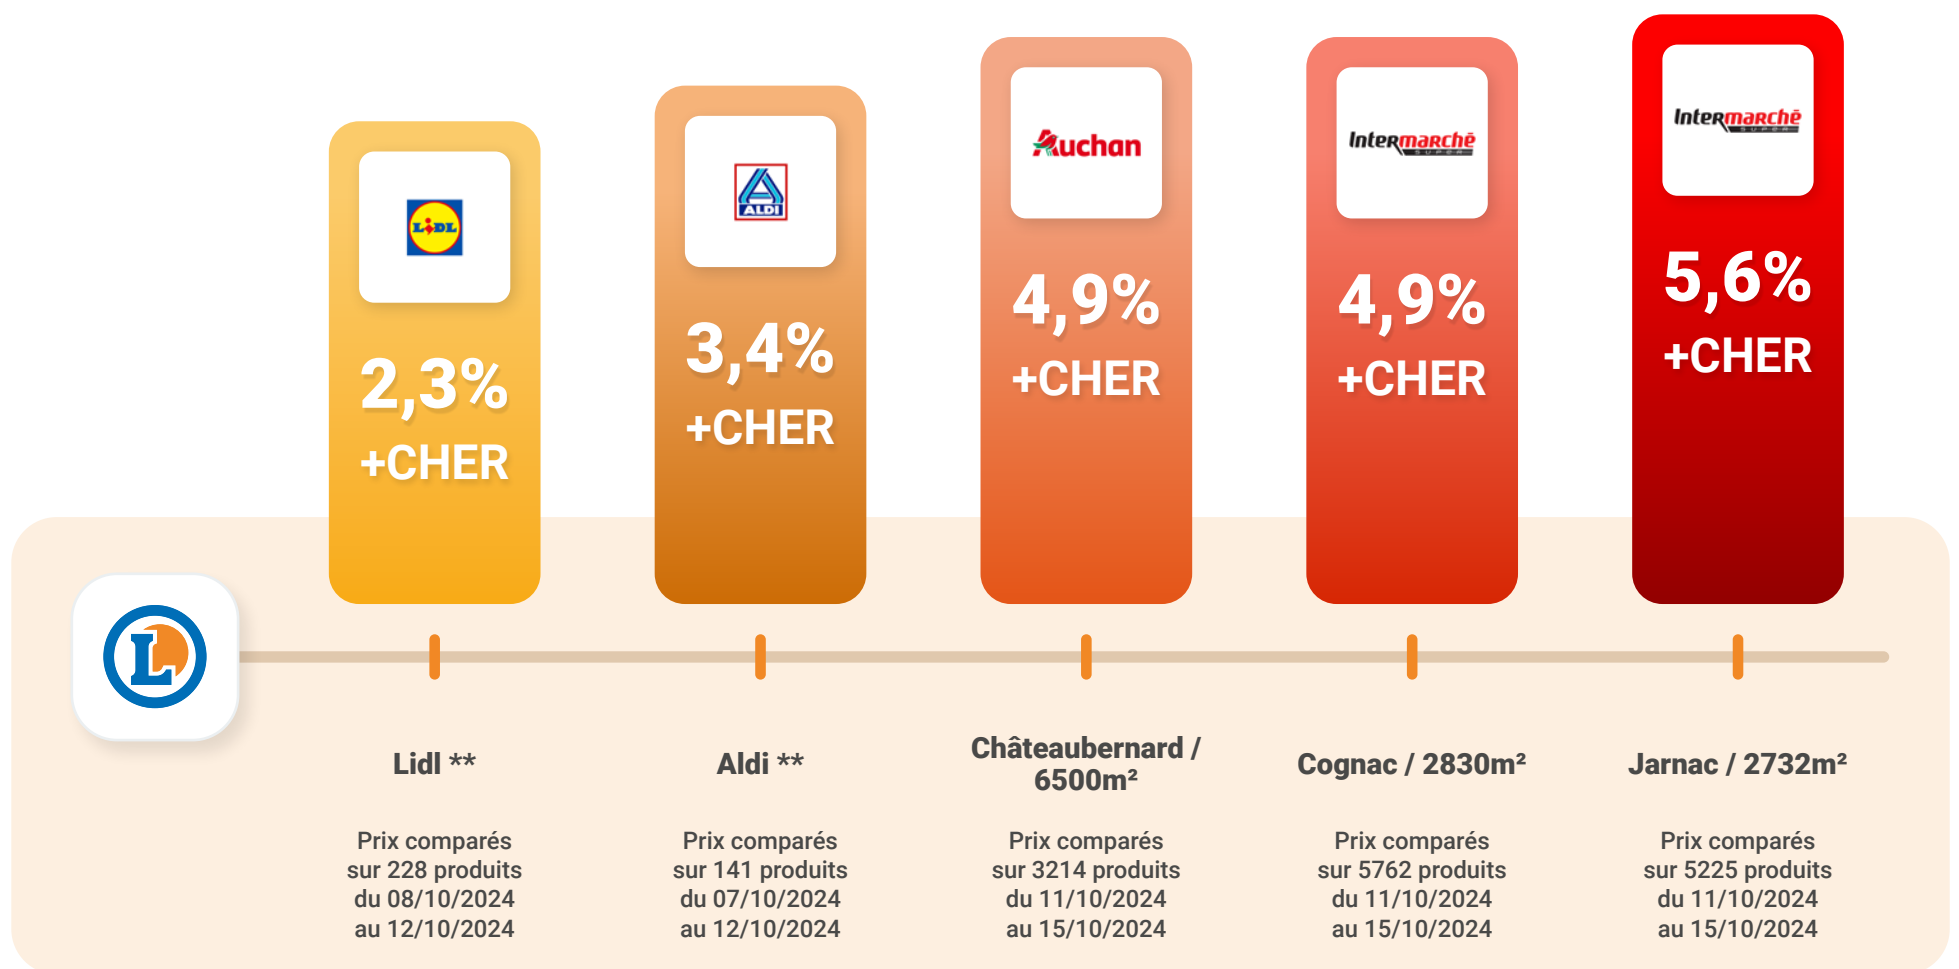 LIDL
2,3%
+CHER
ALDI
3,4%
+CHER
Auchan
4,9%
+CHER
Intermarché
SUPER
4,9%
+CHER
Intermarché
SUPER
5,6%
+CHER
L
Lidl **
Prix comparés
sur 228 produits
du 08/10/2024
au 12/10/2024
Aldi **
Prix comparés
sur 141 produits
du 07/10/2024
au 12/10/2024
Châteaubernard /
6500m²
Prix comparés
sur 3214 produits
du 11/10/2024
au 15/10/2024
Cognac / 2830m²
Prix comparés
sur 5762 produits
du 11/10/2024
au 15/10/2024
Jarnac / 2732m²
Prix comparés
sur 5225 produits
du 11/10/2024
au 15/10/2024